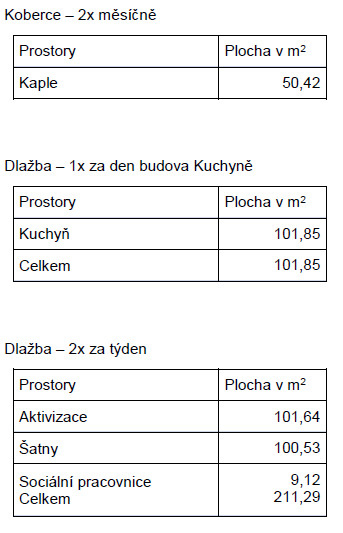 Koberce – 2x měsíčně
Prostory Plocha v m²
Kaple 50,42
Dlažba – 1x za den budova Kuchyně
Prostory Plocha v m²
Kuchyň 101,85
Celkem 101,85
Dlažba – 2x za týden
Prostory Plocha v m²
Aktivizace 101,64
Šatny 100,53
Sociální pracovnice 9,12
Celkem 211,29